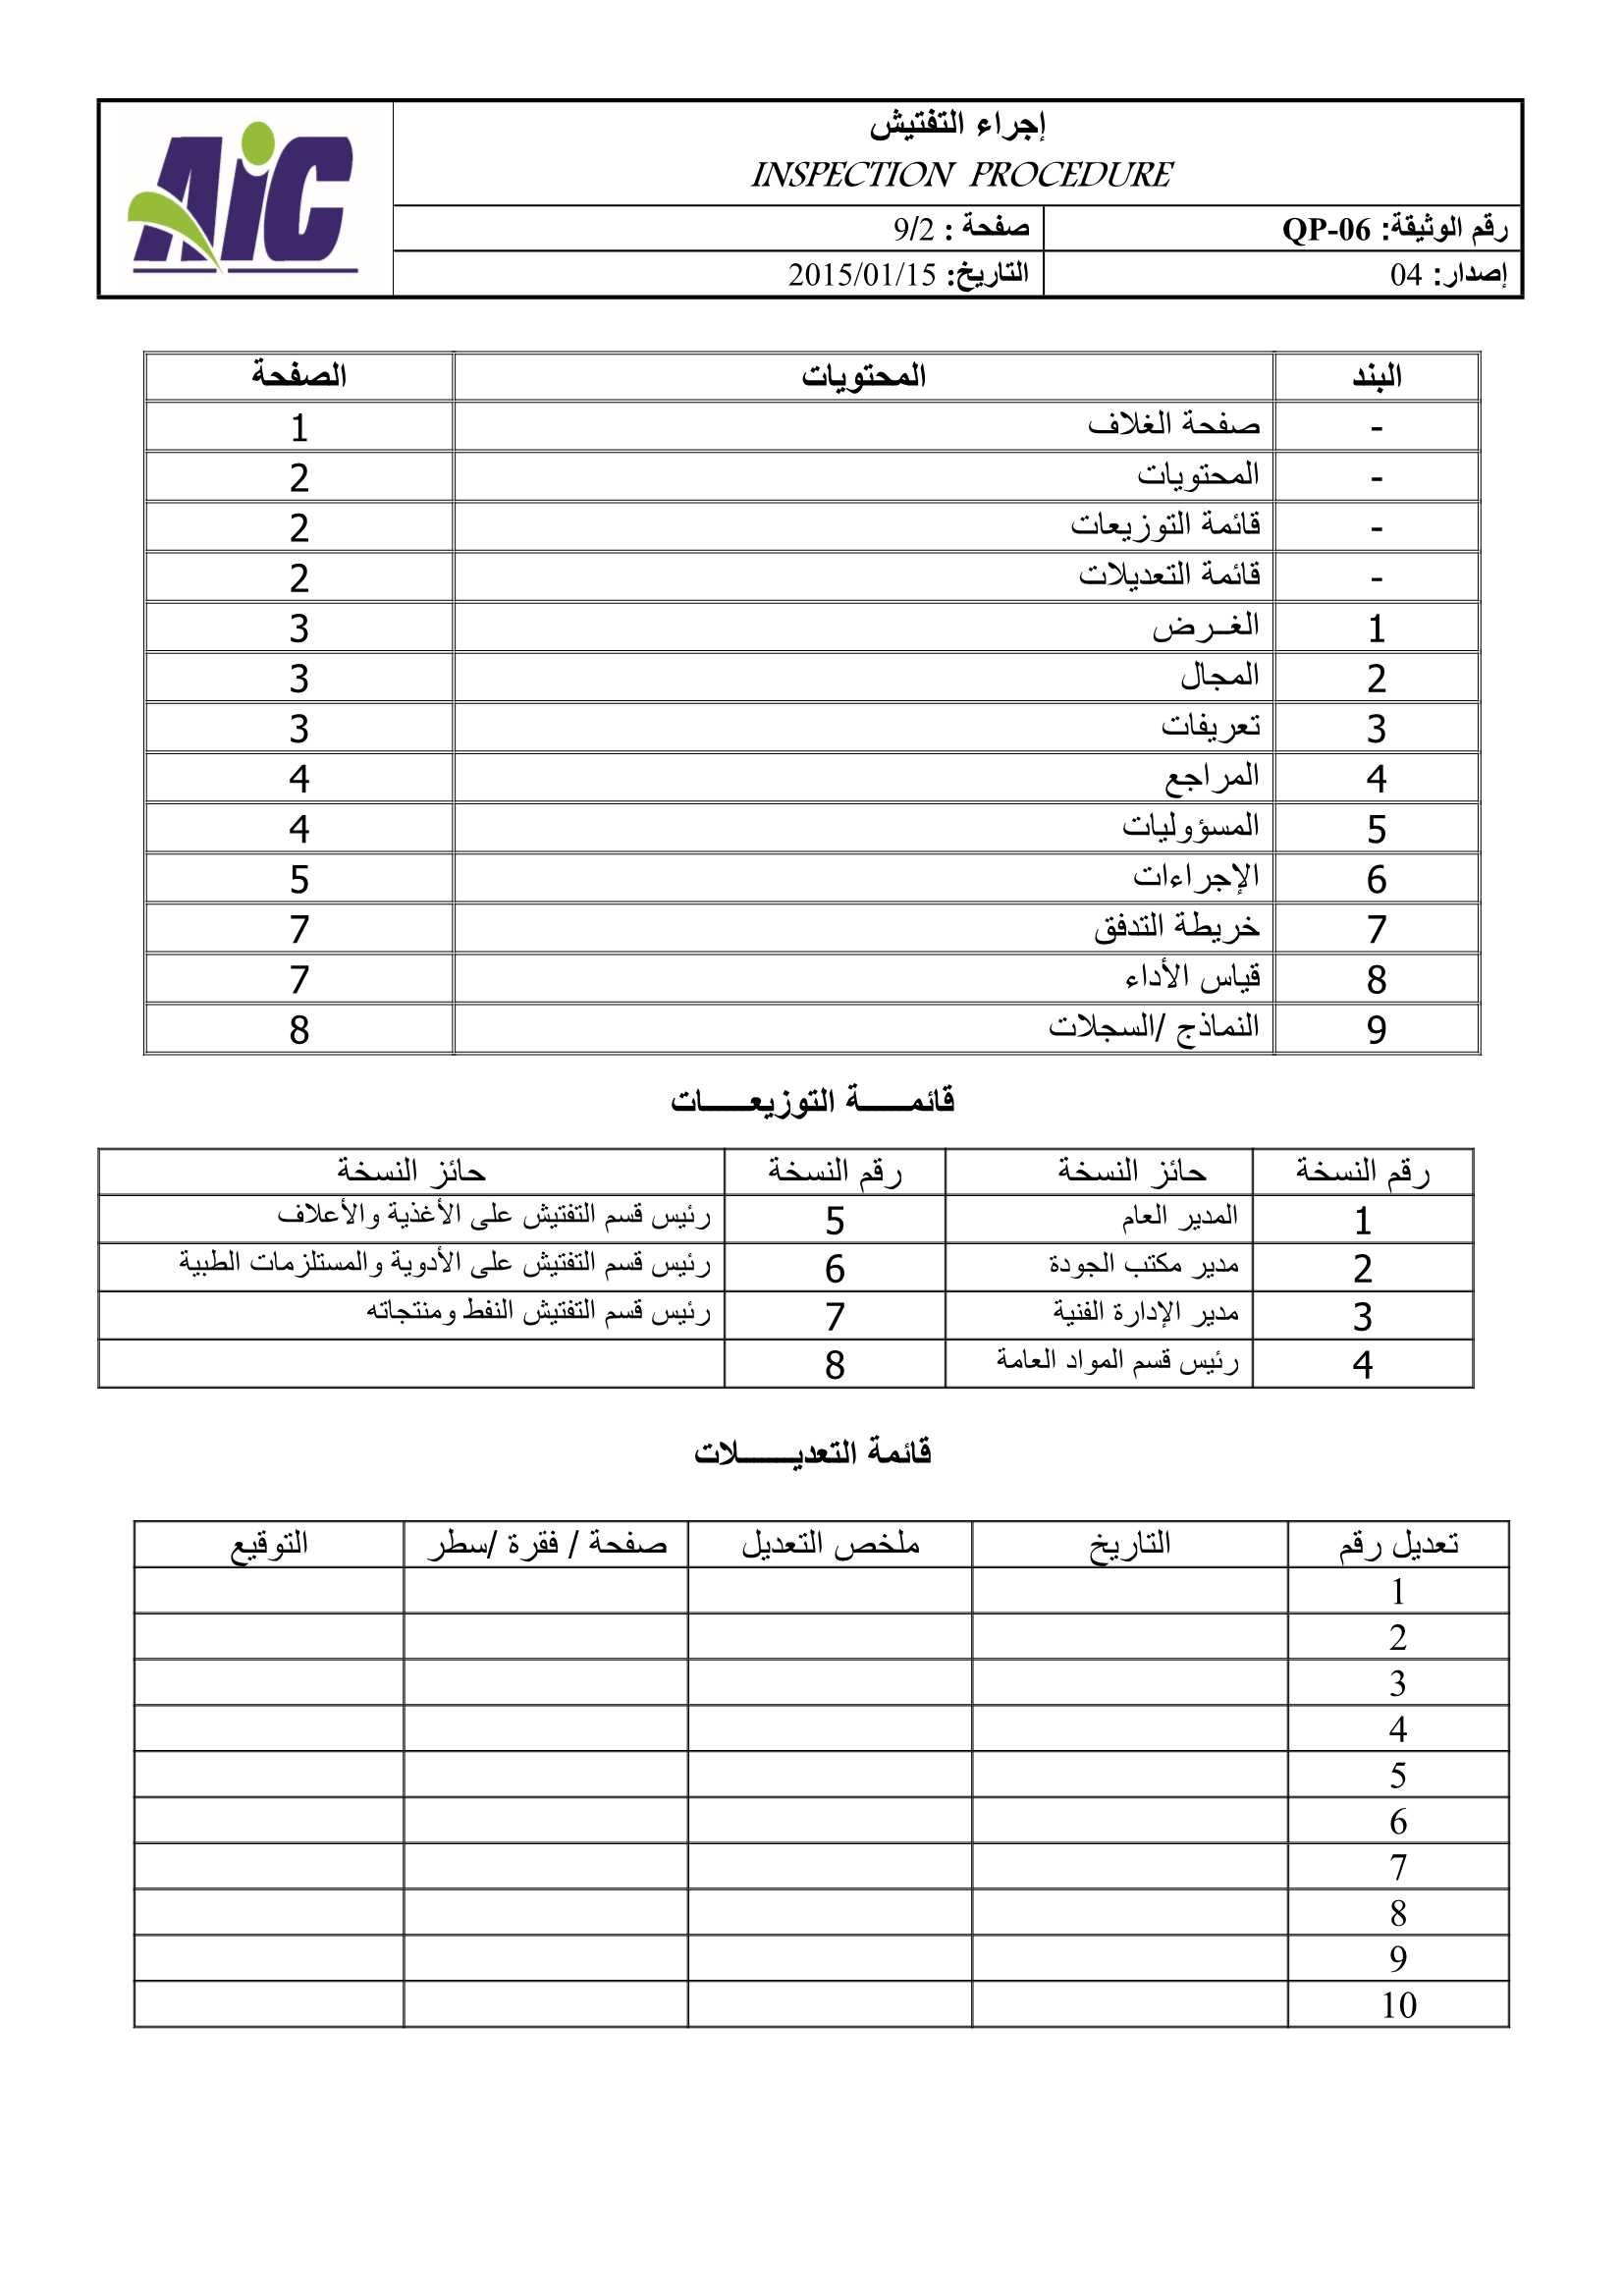 AiC
إجراء التفتيش
INSPECTION PROCEDURE
رقم الوثيقة: QP-06 صفحة : 9/2
إصدار: 04 التاريخ: 2015/01/15
البند المحتويات الصفحة
- صفحة الغلاف 1
- المحتويات 2
- قائمة التوزيعات 2
- قائمة التعديلات 2
1 الغــرض 3
2 المجال 3
3 تعريفات 3
4 المراجع 4
5 المسؤوليات 4
6 الإجراءات 5
7 خريطة التدفق 7
8 قياس الأداء 7
9 النماذج /السجلات 8
قائمـــــة التوزيعـــــات
رقم النسخة حائز النسخة رقم النسخة حائز النسخة
1 المدير العام 5 رئيس قسم التفتيش على الأغذية والأعلاف
2 مدير مكتب الجودة 6 رئيس قسم التفتيش على الأدوية والمستلزمات الطبية
3 مدير الإدارة الفنية 7 رئيس قسم التفتيش النفط ومنتجاته
4 رئيس قسم المواد العامة 8
قائمة التعديـــــــلات
تعديل رقم التاريخ ملخص التعديل صفحة / فقرة /سطر التوقيع
1
2
3
4
5
6
7
8
9
10